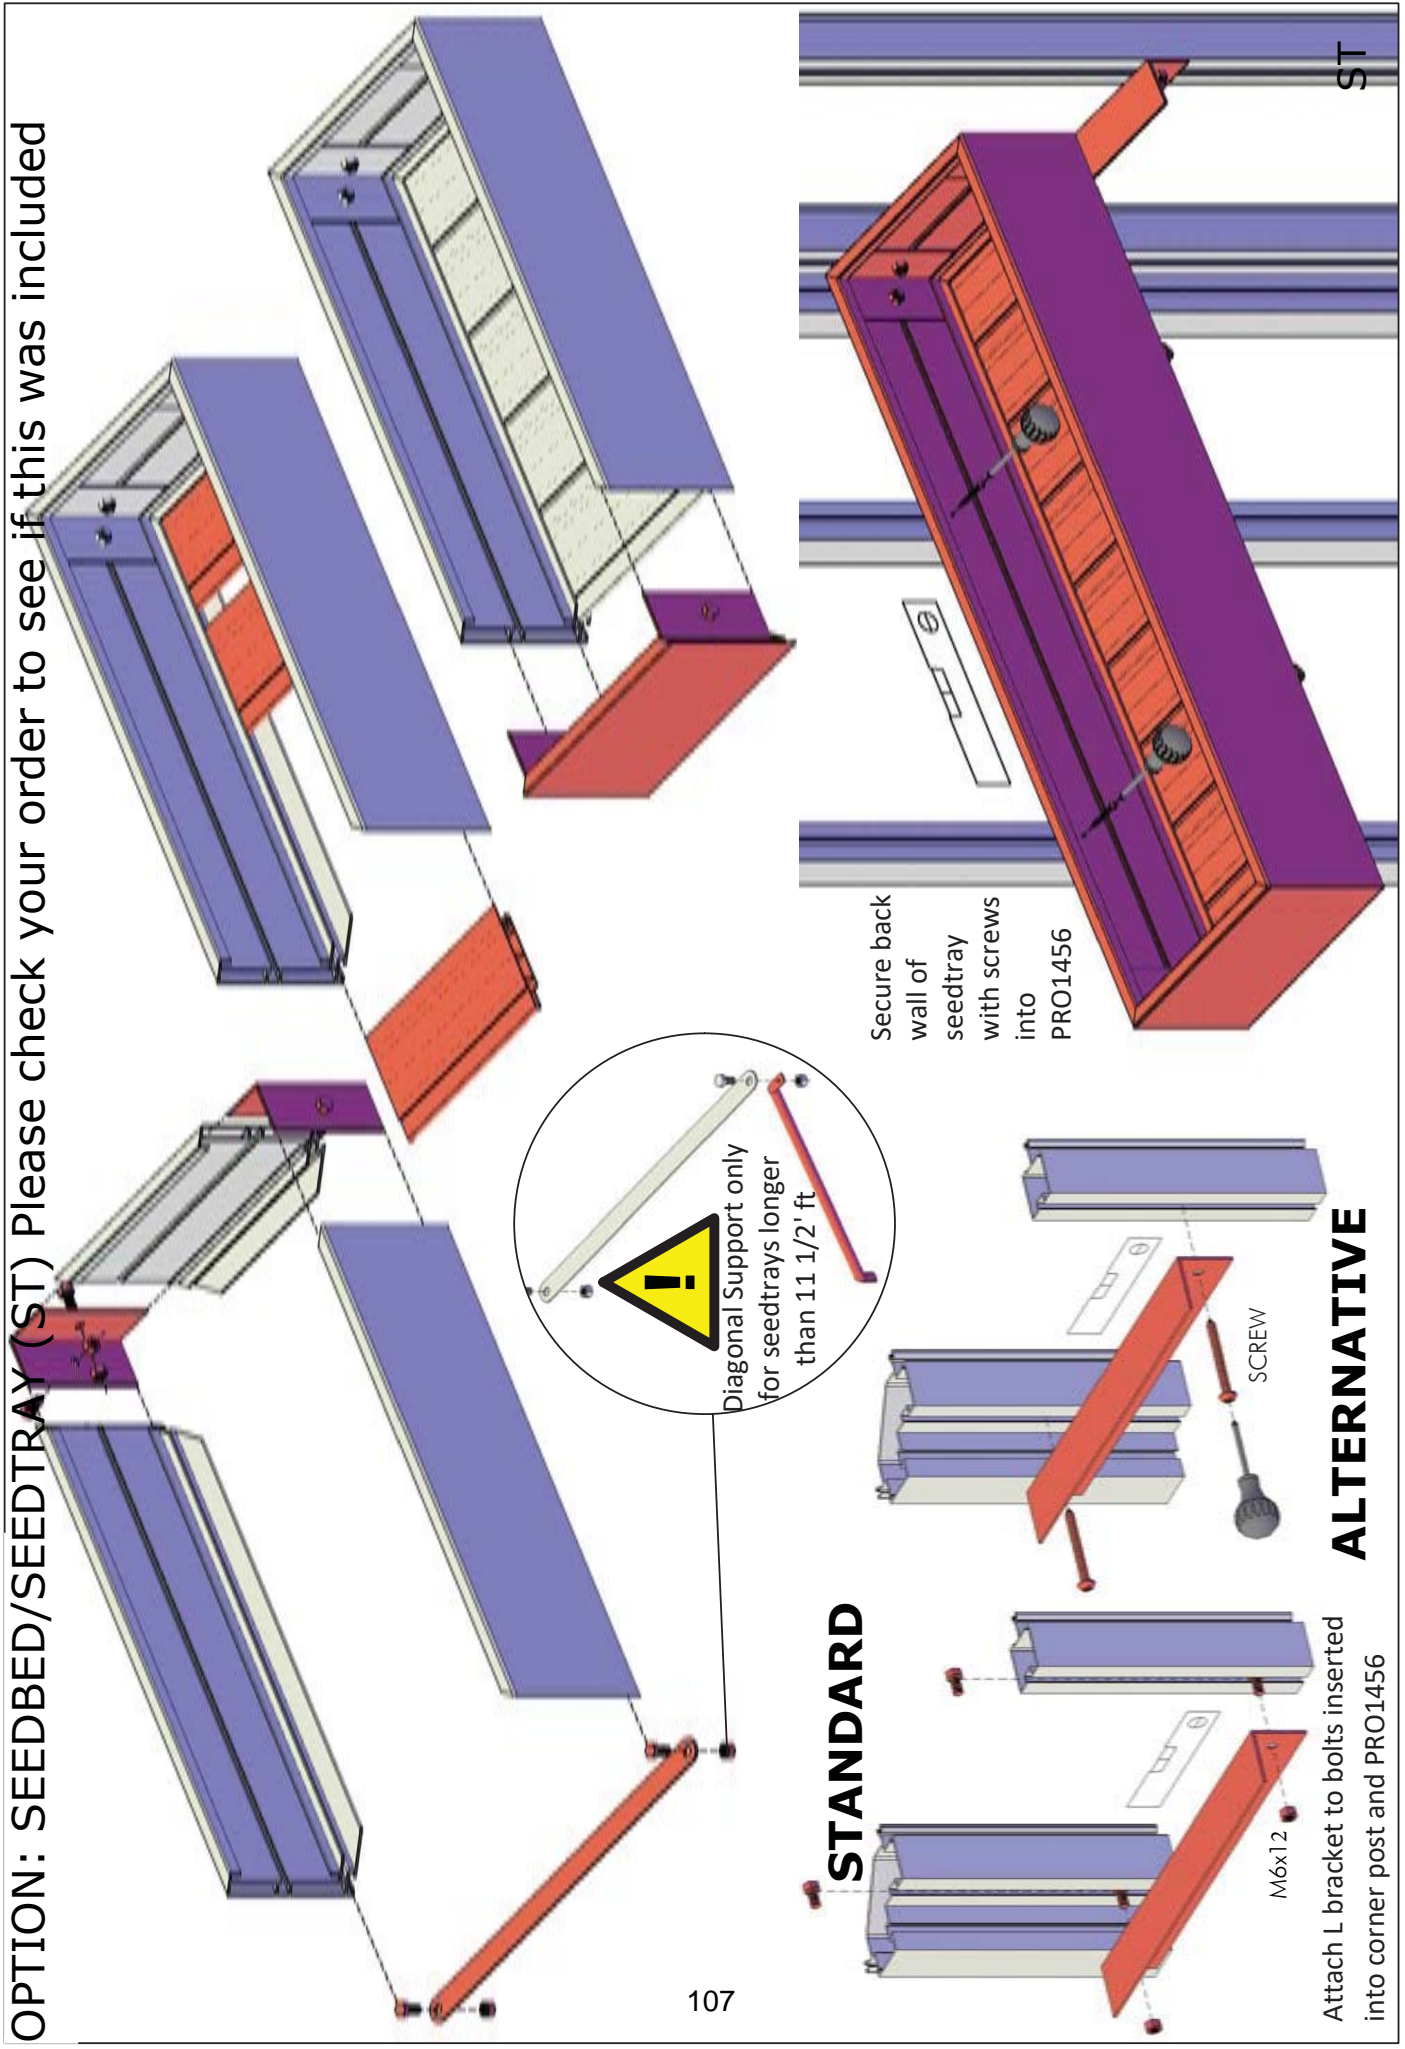 OPTION: SEEDBED/SEEDTRAY (ST) Please check your order to see if this was included
Diagonal Support only
for seedtrays longer
than 11 1/2' ft
Secure back
wall of
seedtray
with screws
into
PRO1456
STANDARD
M6x12
Attach L bracket to bolts inserted
into corner post and PRO1456
SCREW
ALTERNATIVE
ST
107